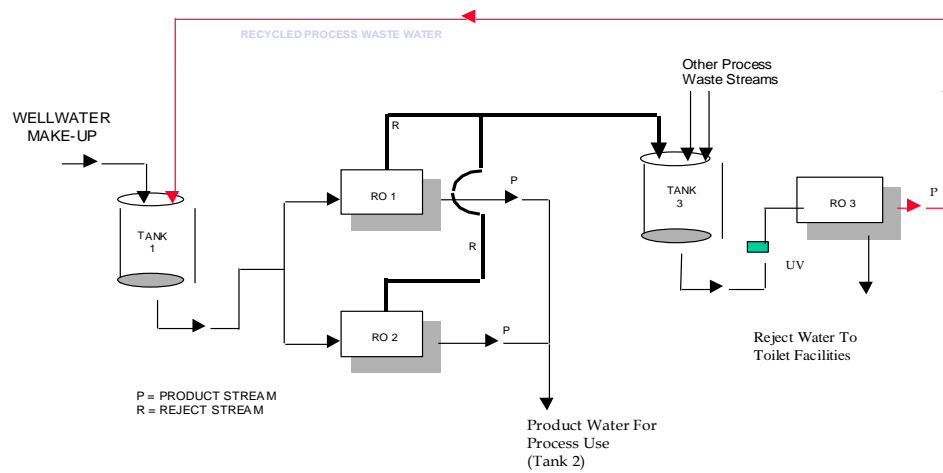 RECYCLED PROCESS WASTE WATER
Other Process
Waste Streams
WELLWATER
MAKE-UP
R
P
RO 1
TANK
3
RO 3
P
TANK
1
R
UV
RO 2
P
Reject Water To
Toilet Facilities
P = PRODUCT STREAM
R = REJECT STREAM
Product Water For
Process Use
(Tank 2)